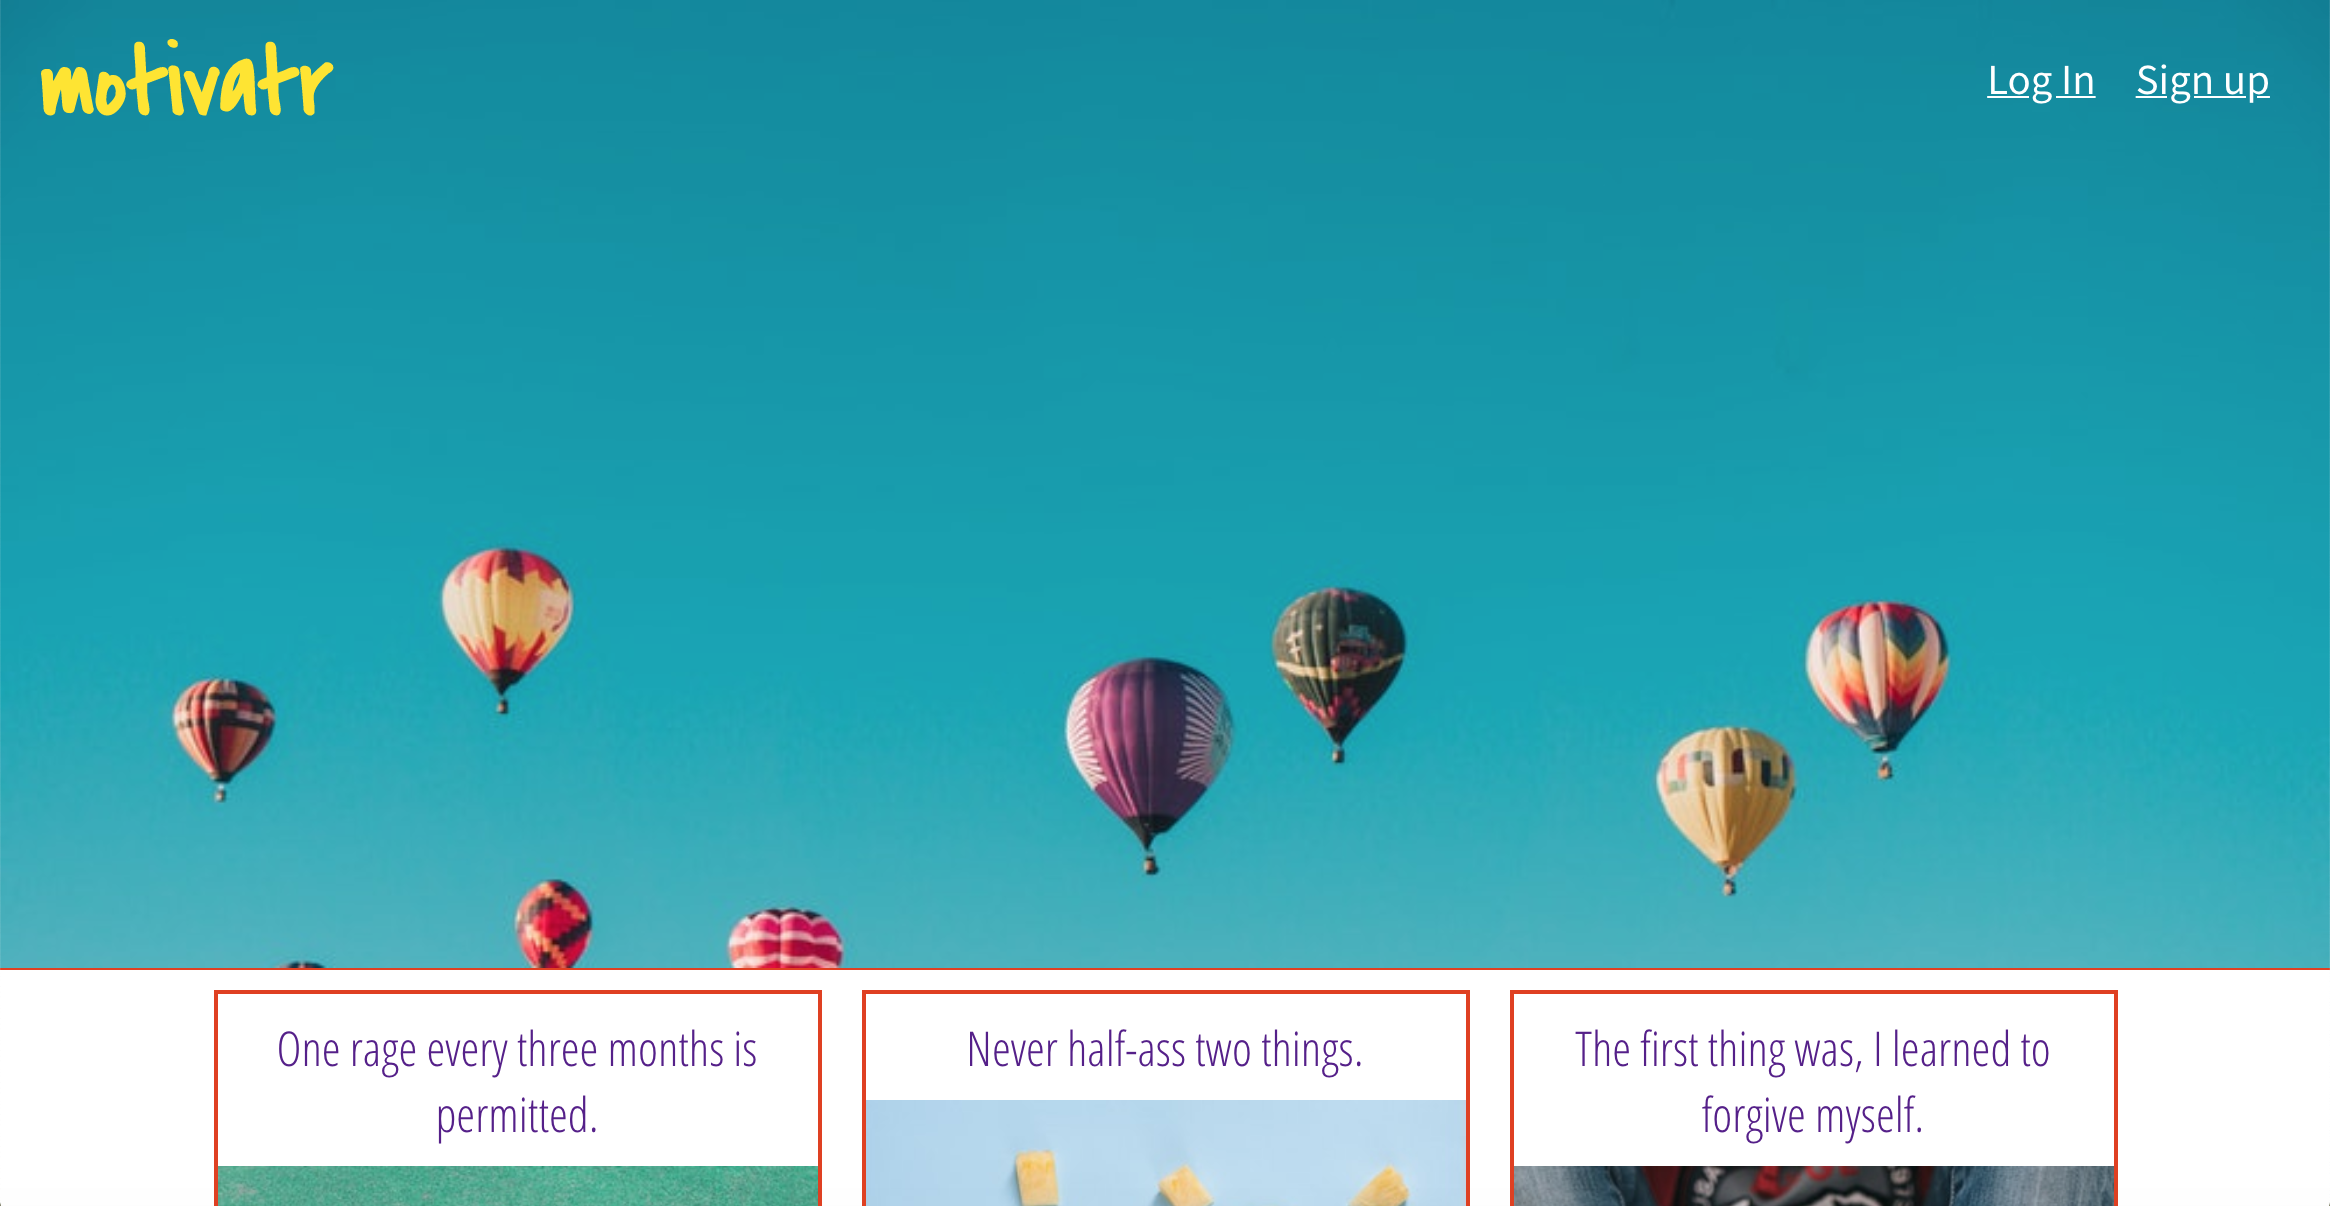 motivatr
Log In Sign up
One rage every three months is
permitted.
Never half-ass two things.
The first thing was, I learned to
forgive myself.